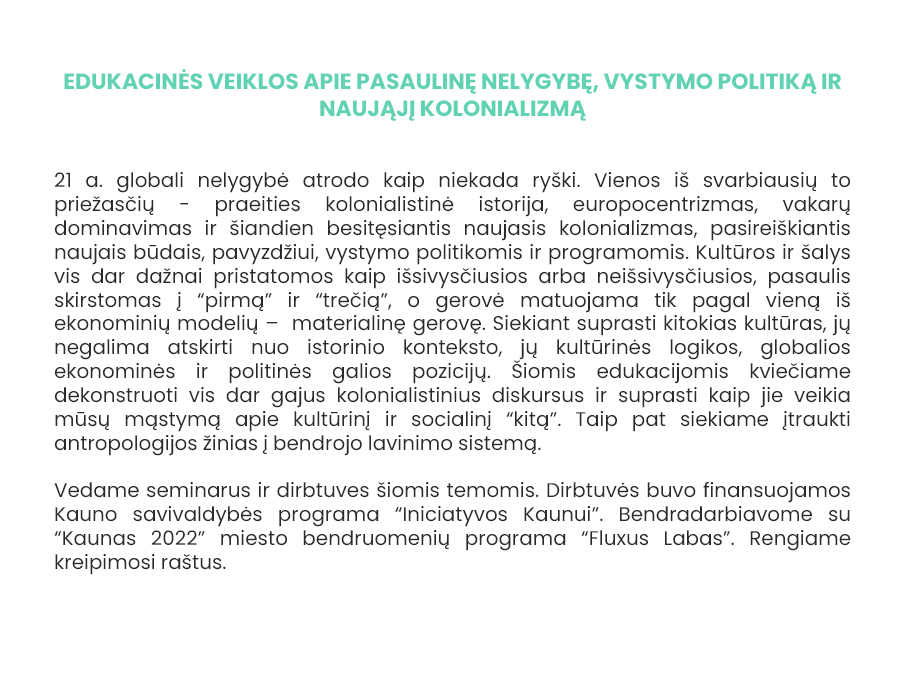 EDUKACINĖS VEIKLOS APIE PASAULINĘ NELYGYBĘ, VYSTYMO POLITIKĄ IR
NAUJĄJĮ KOLONIALIZMĄ
21 a. globali nelygybė atrodo kaip niekada ryški. Vienos iš svarbiausių to
priežasčių - praeities kolonialistinė istorija, europocentrizmas, vakarų
dominavimas ir šiandien besitęsiantis naujasis kolonializmas, pasireiškiantis
naujais būdais, pavyzdžiui, vystymo politikomis ir programomis. Kultūros ir šalys
vis dar dažnai pristatomos kaip išsivysčiusios arba neišsivysčiusios, pasaulis
skirstomas į “pirmą” ir “trečią”, o gerovė matuojama tik pagal vieną iš
ekonominių modelių – materialinę gerovę. Siekiant suprasti kitokias kultūras, jų
negalima atskirti nuo istorinio konteksto, jų kultūrinės logikos, globalios
ekonominės ir politinės galios pozicijų. Šiomis edukacijomis kviečiame
dekonstruoti vis dar gajus kolonialistinius diskursus ir suprasti kaip jie veikia
mūsų mąstymą apie kultūrinį ir socialinį “kitą”. Taip pat siekiame įtraukti
antropologijos žinias į bendrojo lavinimo sistemą.
Vedame seminarus ir dirbtuves šiomis temomis. Dirbtuvės buvo finansuojamos
Kauno savivaldybės programa “Iniciatyvos Kaunui”. Bendradarbiavome su
“Kaunas 2022” miesto bendruomenių programa “Fluxus Labas”. Rengiame
kreipimosi raštus.